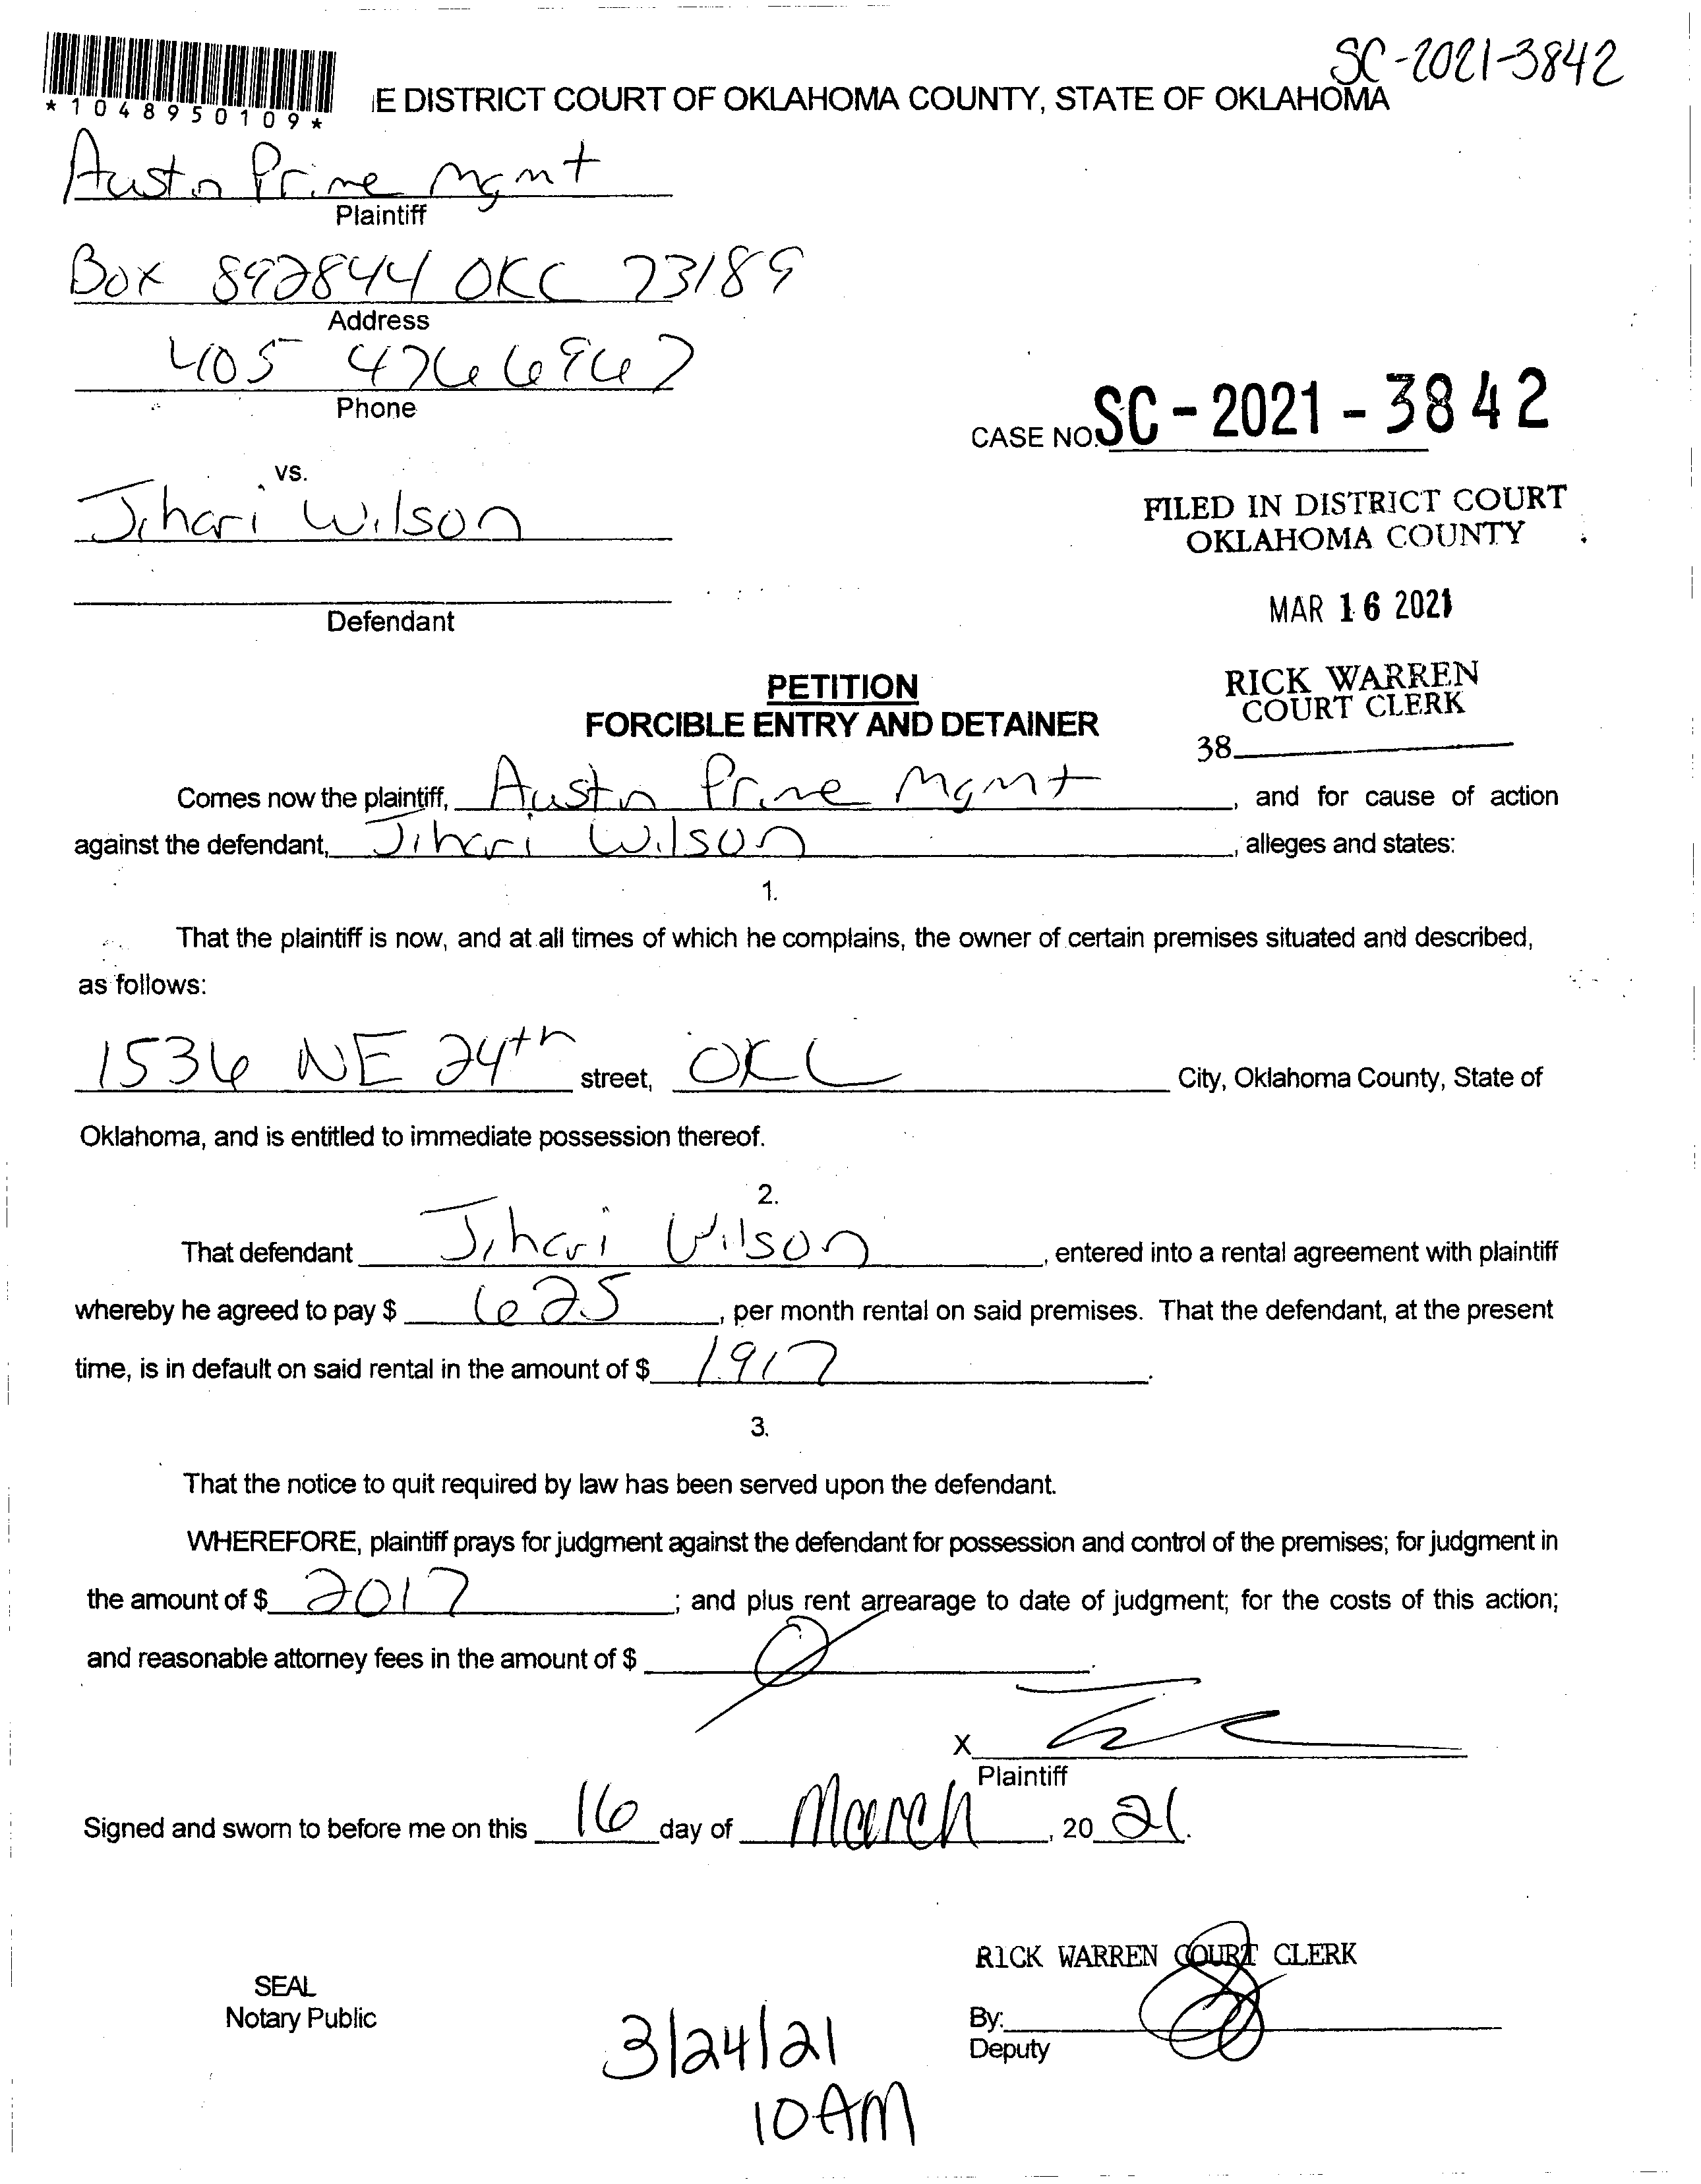 SC-2021-3842
*1048950109*
E DISTRICT COURT OF OKLAHOMA COUNTY, STATE OF OKLAHOMA
Austin Prime Mgmt
Plaintiff
Box 892844 OKC 73189
Address
405 476 6967
Phone
CASE NO. SC - 2021 - 3842
vs.
Jihari Wilson
FILED IN DISTRICT COURT
OKLAHOMA COUNTY
Defendant
MAR 16 2021
RICK WARREN
COURT CLERK
38
PETITION
FORCIBLE ENTRY AND DETAINER
Comes now the plaintiff, Austin Prime Mgmt, and for cause of action
against the defendant, Jihari Wilson, alleges and states:
1.
That the plaintiff is now, and at all times of which he complains, the owner of certain premises situated and described,
as follows:
1536 NE 24th street, OKC City, Oklahoma County, State of
Oklahoma, and is entitled to immediate possession thereof.
2.
That defendant Jihari Wilson, entered into a rental agreement with plaintiff
whereby he agreed to pay $ 625, per month rental on said premises. That the defendant, at the present
time, is in default on said rental in the amount of $ 1917.
3.
That the notice to quit required by law has been served upon the defendant.
WHEREFORE, plaintiff prays for judgment against the defendant for possession and control of the premises; for judgment in
the amount of $ 2017; and plus rent arrearage to date of judgment; for the costs of this action;
and reasonable attorney fees in the amount of $ 0.
X
Plaintiff
Signed and sworn to before me on this 16 day of March, 20 21.
RICK WARREN COURT CLERK
SEAL
Notary Public
By:
Deputy
3/24/21
10 AM